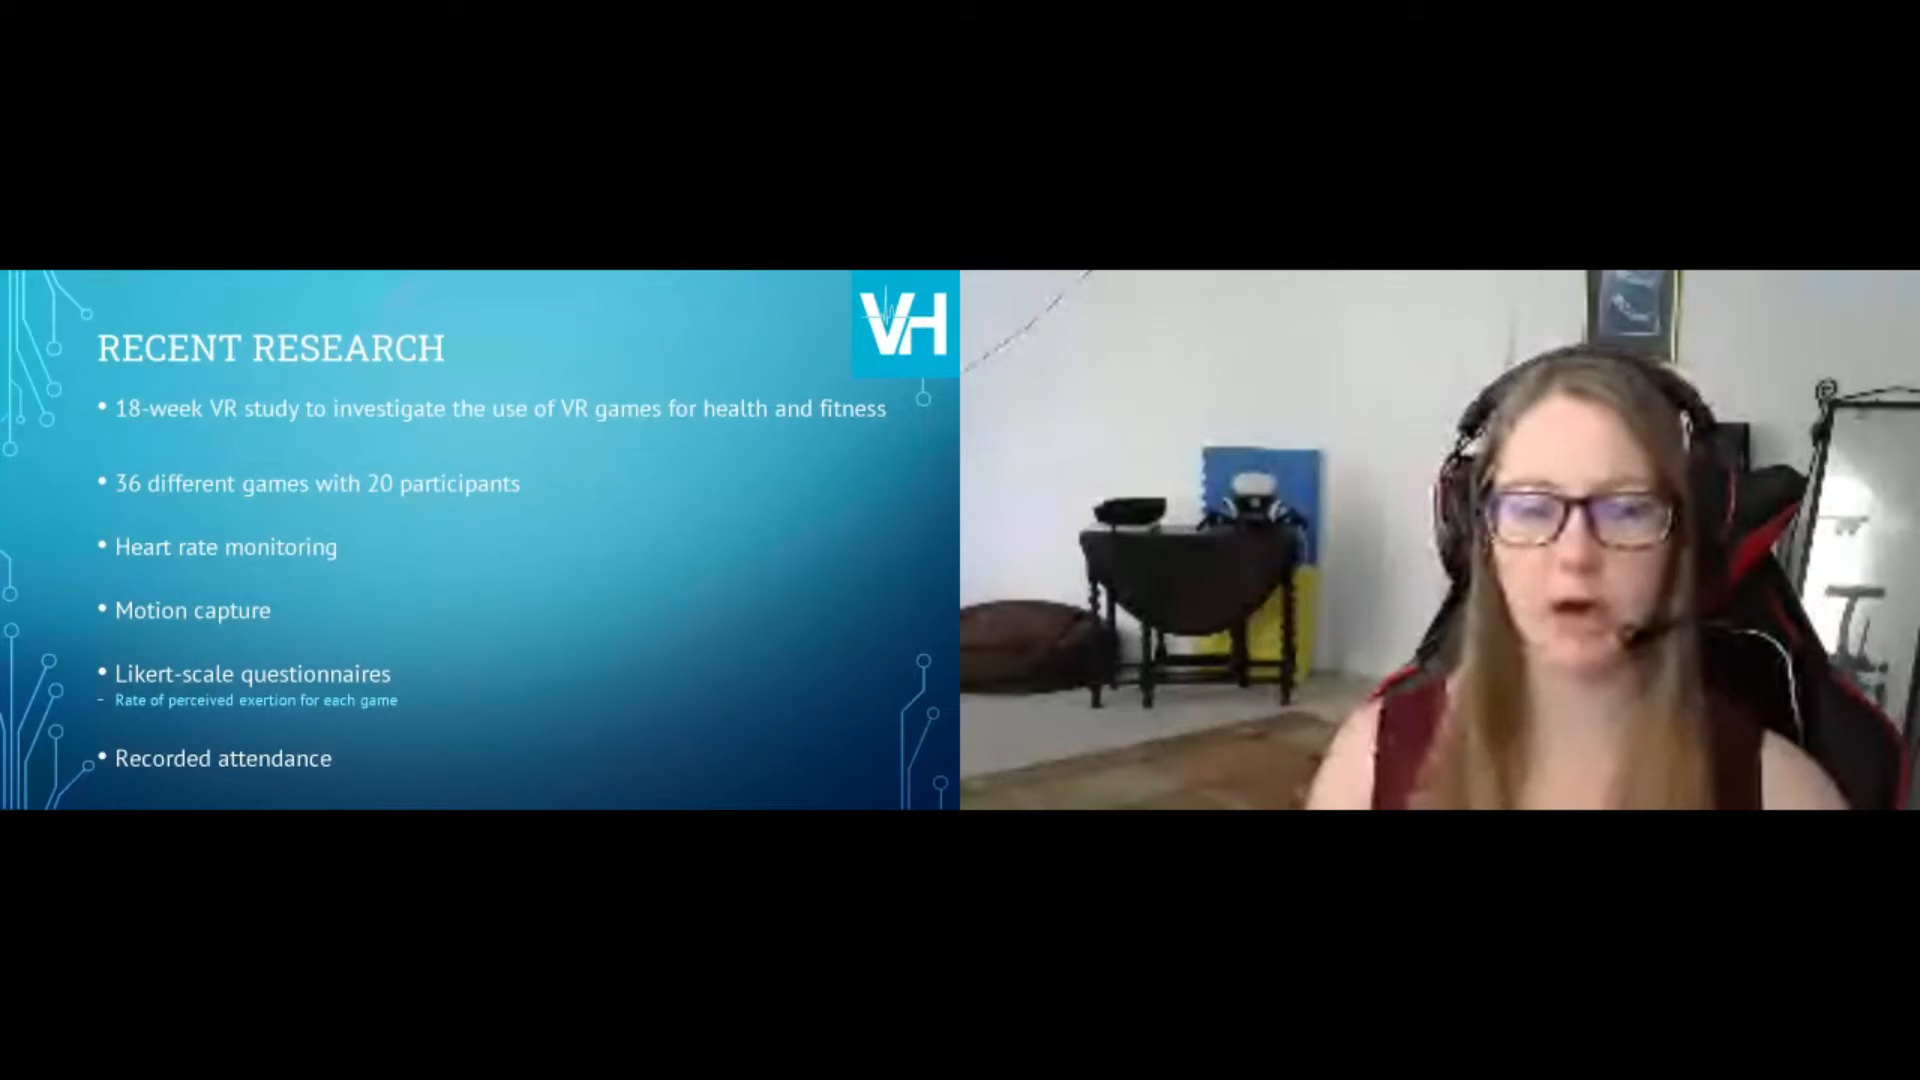 VH
RECENT RESEARCH
• 18-week VR study to investigate the use of VR games for health and fitness
• 36 different games with 20 participants
• Heart rate monitoring
• Motion capture
• Likert-scale questionnaires
- Rate of perceived exertion for each game
• Recorded attendance